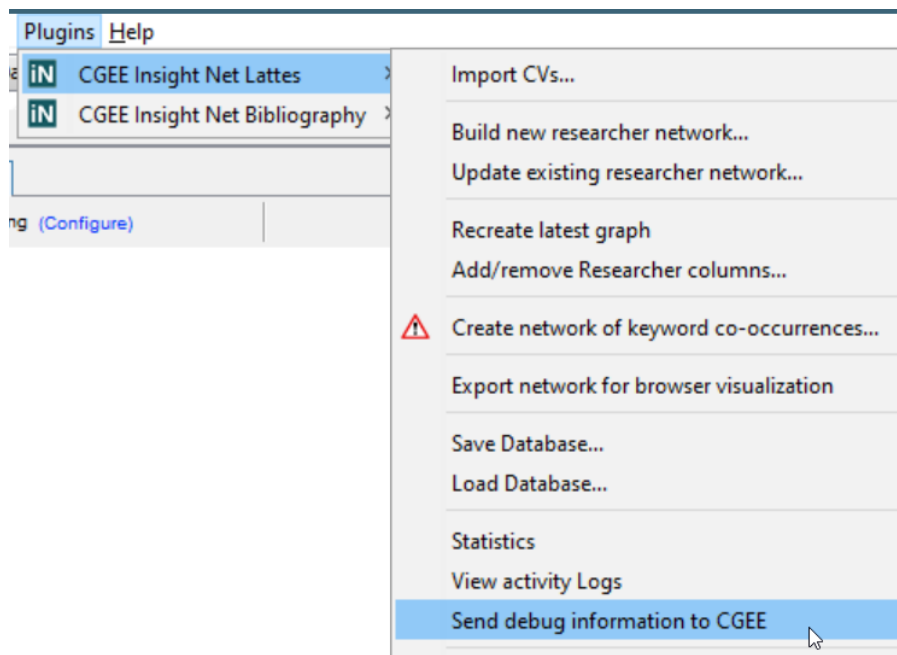 Plugins Help
iN CGEE Insight Net Lattes
iN CGEE Insight Net Bibliography
(Configure)
Import CVs...
Build new researcher network...
Update existing researcher network...
Recreate latest graph
Add/remove Researcher columns...
Create network of keyword co-occurrences...
Export network for browser visualization
Save Database...
Load Database...
Statistics
View activity Logs
Send debug information to CGEE